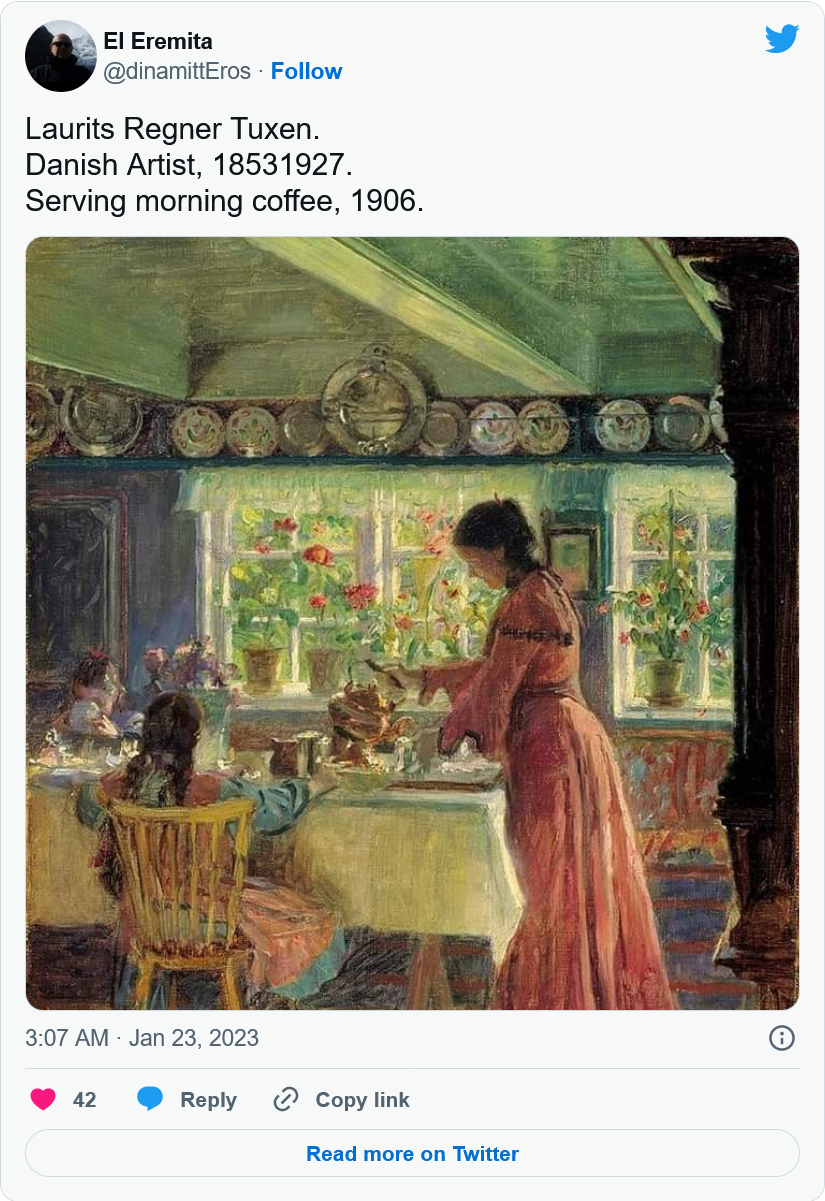 El Eremita
@dinamittEros · Follow
Laurits Regner Tuxen.
Danish Artist, 18531927.
Serving morning coffee, 1906.
3:07 AM · Jan 23, 2023
42
Reply
Copy link
Read more on Twitter